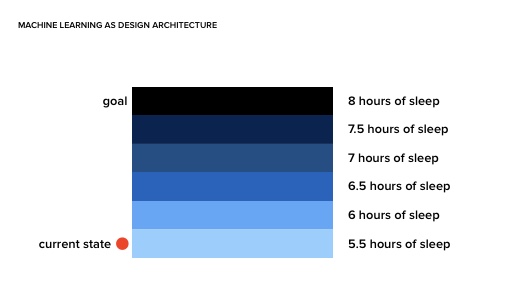 MACHINE LEARNING AS DESIGN ARCHITECTURE
goal 8 hours of sleep
7.5 hours of sleep
7 hours of sleep
6.5 hours of sleep
6 hours of sleep
current state 5.5 hours of sleep